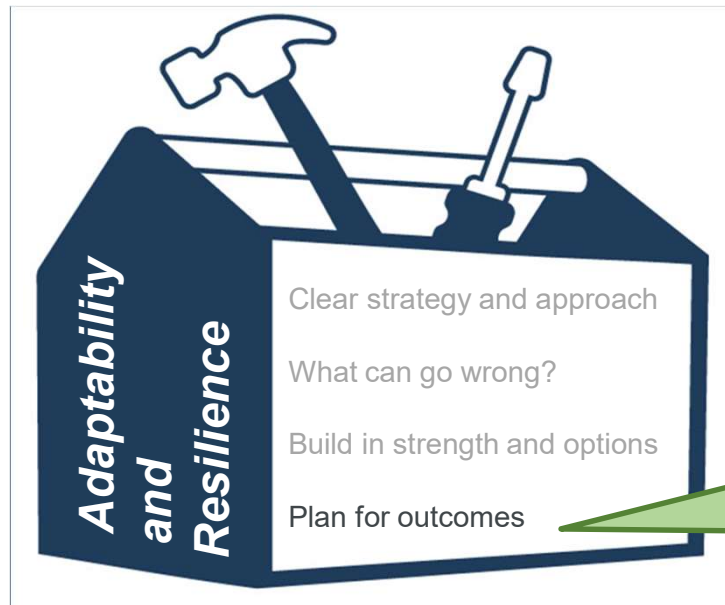 Adaptability
and
Resilience
Clear strategy and approach
What can go wrong?
Build in strength and options
Plan for outcomes